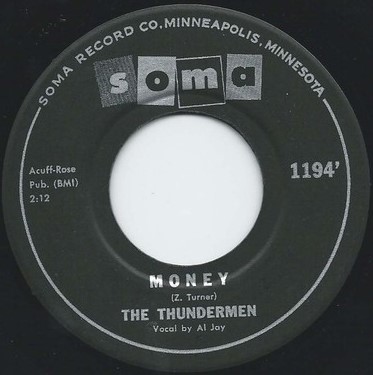 SOMA RECORD CO. MINNEAPOLIS, MINNESOTA
soma
Acuff-Rose
Pub. (BMI)
2:12
1194'
MONEY
(Z. Turner)
THE THUNDERMEN
Vocal by Al Jay